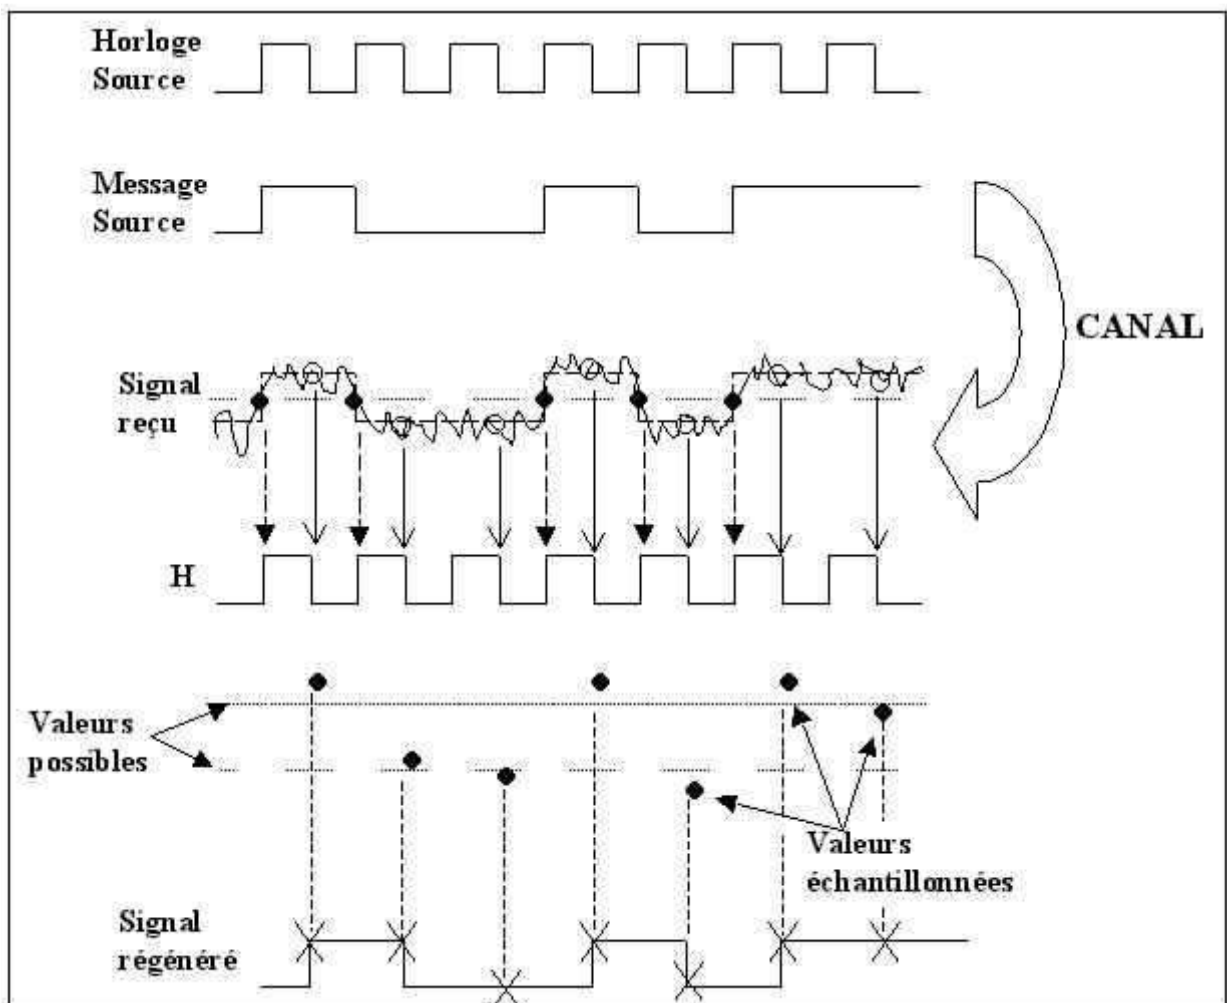 Horloge
Source
Message
Source
CANAL
Signal
reçu
H
Valeurs
possibles
Valeurs
échantillonnées
Signal
régénéré